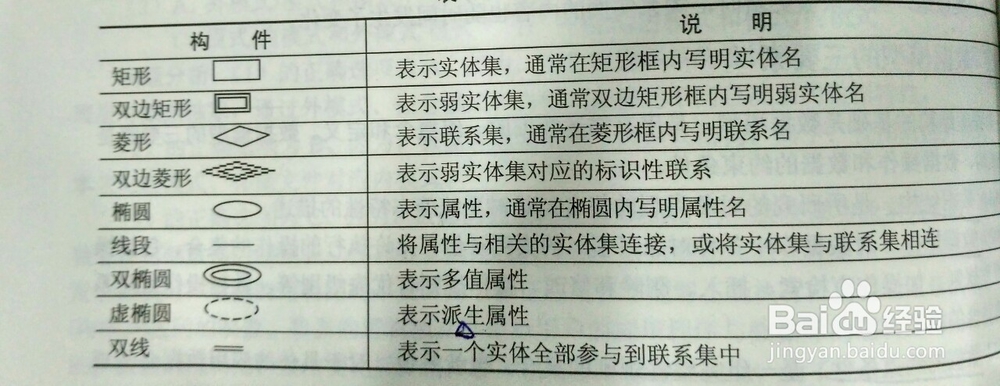 构 件 说 明
矩形 表示实体集，通常在矩形框内写明实体名
双边矩形 表示弱实体集，通常双边矩形框内写明弱实体名
菱形 表示联系集，通常在菱形框内写明联系名
双边菱形 表示弱实体集对应的标识性联系
椭圆 表示属性，通常在椭圆内写明属性名
线段 将属性与相关的实体集连接，或将实体集与联系集相连
双椭圆 表示多值属性
虚椭圆 表示派生属性
双线 表示一个实体全部参与到联系集中
Bai du 经验
jingyan.baidu.com